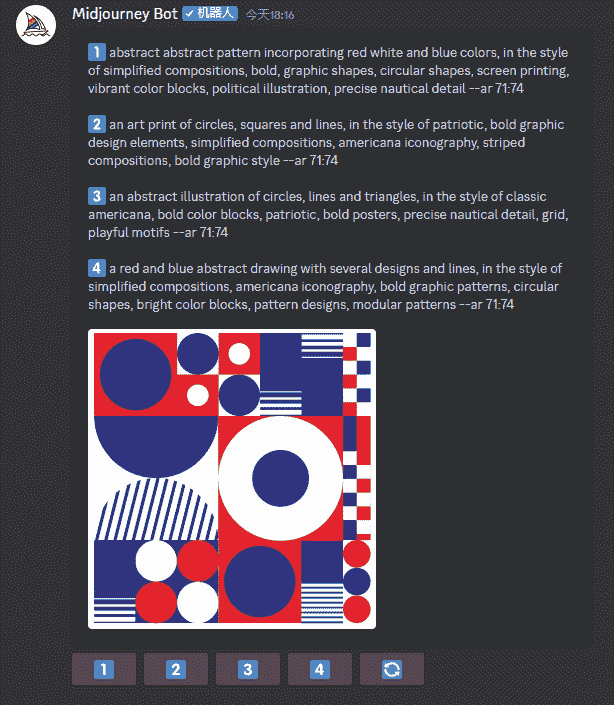 Midjourney Bot ✓ 机器人 今天18:16
1 abstract abstract pattern incorporating red white and blue colors, in the style
of simplified compositions, bold, graphic shapes, circular shapes, screen printing,
vibrant color blocks, political illustration, precise nautical detail --ar 71:74
2 an art print of circles, squares and lines, in the style of patriotic, bold graphic
design elements, simplified compositions, americana iconography, striped
compositions, bold graphic style --ar 71:74
3 an abstract illustration of circles, lines and triangles, in the style of classic
americana, bold color blocks, patriotic, bold posters, precise nautical detail, grid,
playful motifs --ar 71:74
4 a red and blue abstract drawing with several designs and lines, in the style of
simplified compositions, americana iconography, bold graphic patterns, circular
shapes, bright color blocks, pattern designs, modular patterns --ar 71:74
1 2 3 4